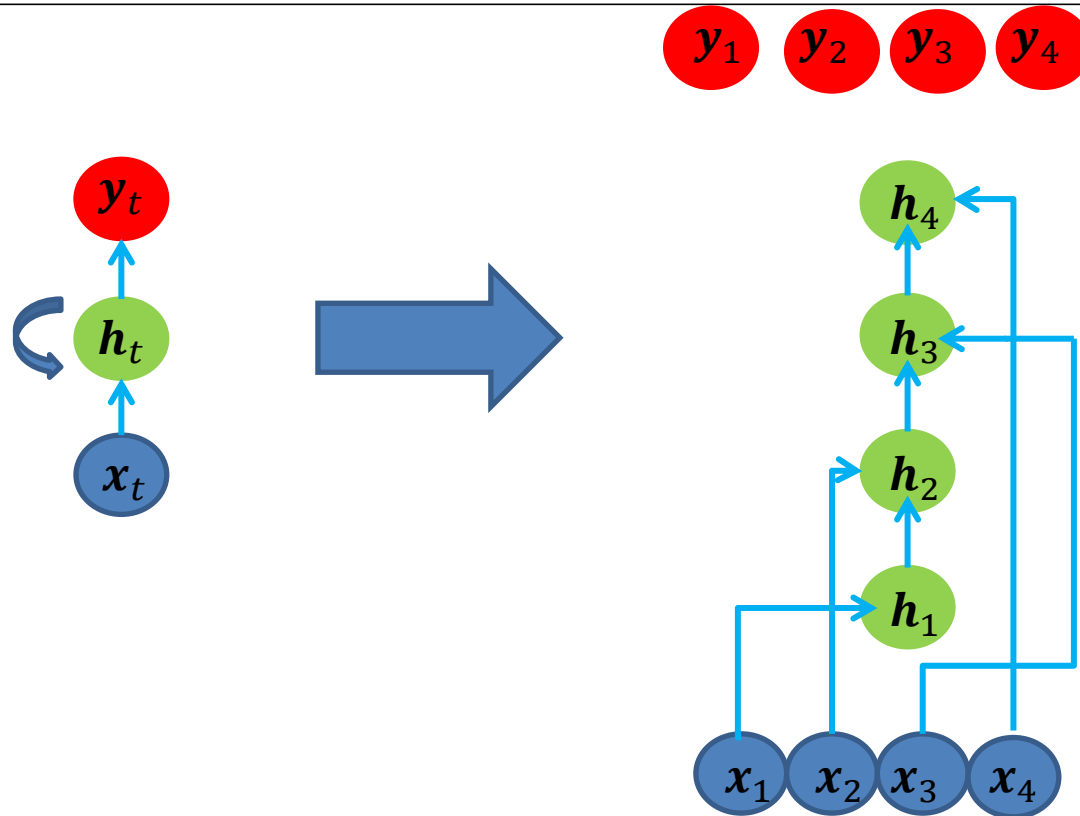 y₁ y₂ y₃ y₄
yₜ
h₄
hₜ
h₃
xₜ
h₂
h₁
x₁ x₂ x₃ x₄